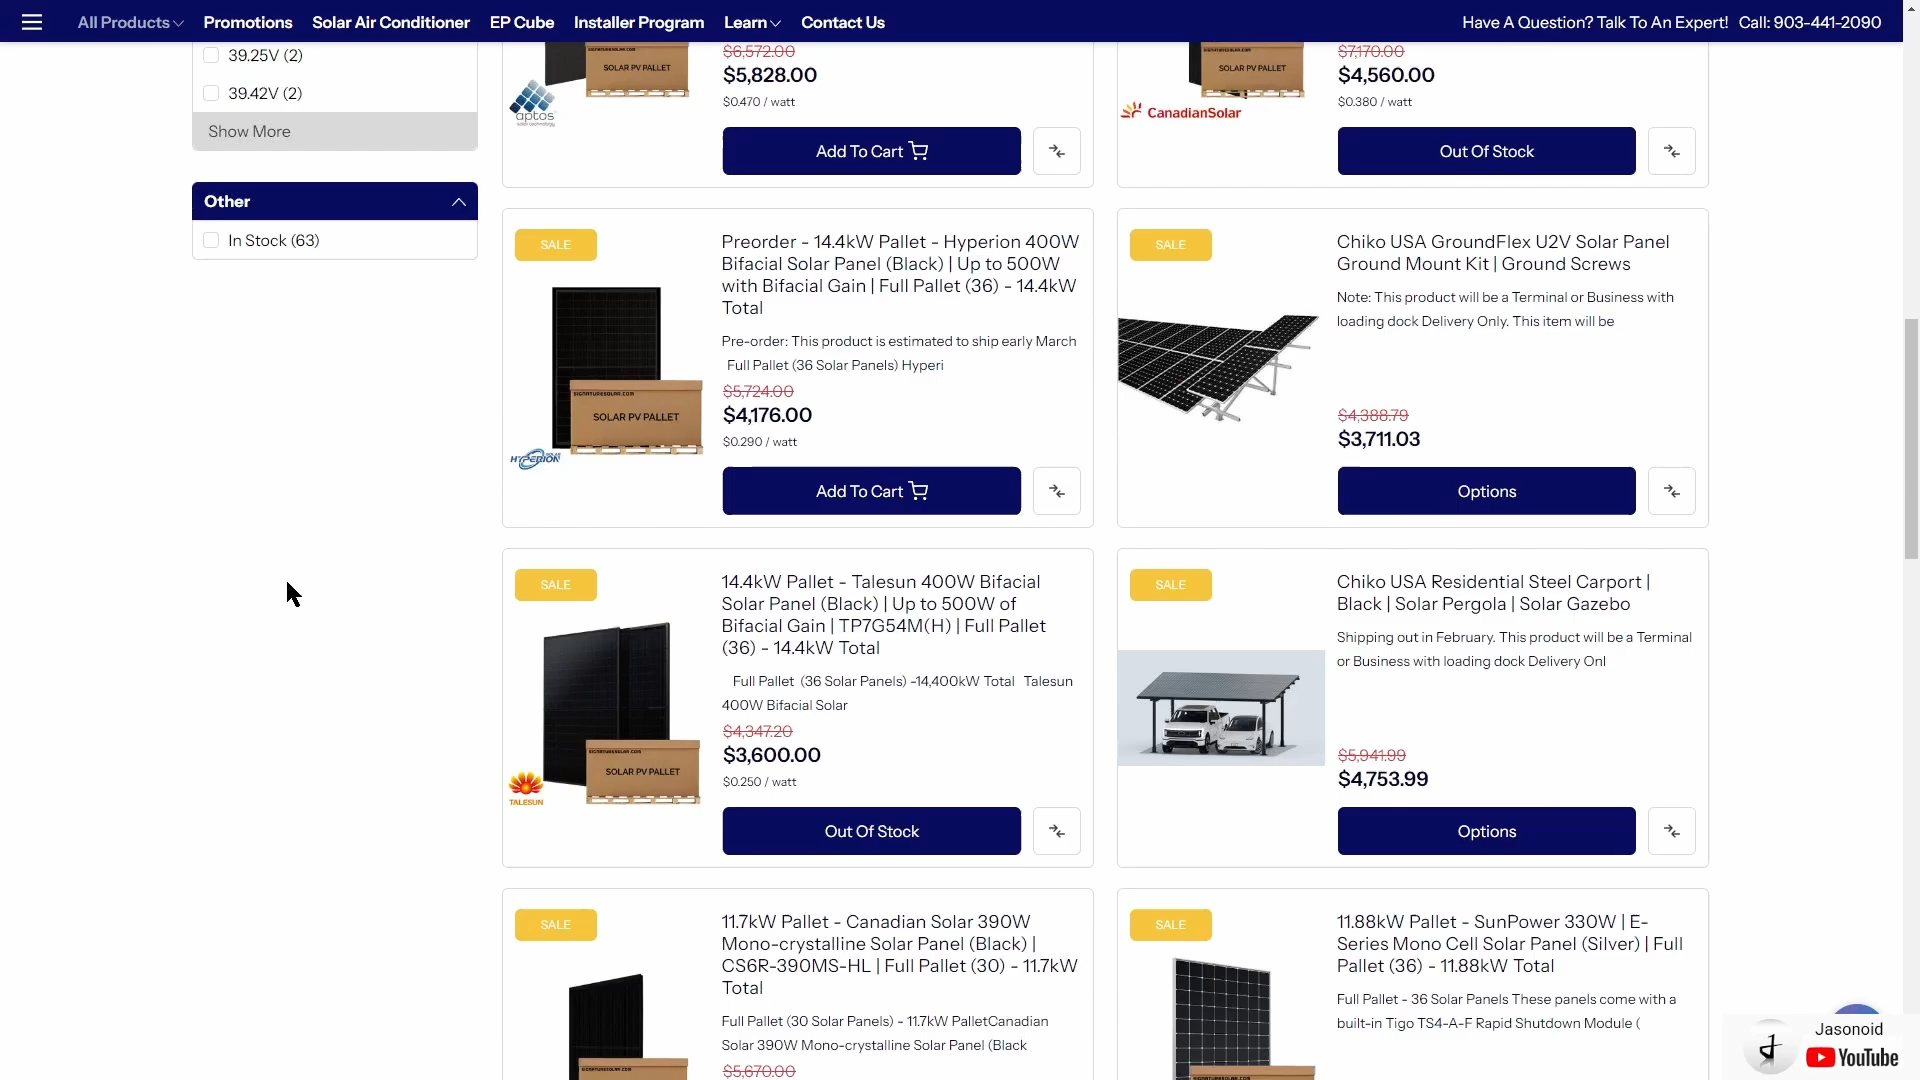 All Products
Promotions
Solar Air Conditioner
EP Cube
Installer Program
Learn
Contact Us
Have A Question? Talk To An Expert!
Call: 903-441-2090
39.25V (2)
39.42V (2)
Show More
Other
In Stock (63)
SOLAR PV PALLET
aptos
$6,572.00
$5,828.00
$0.470 / watt
Add To Cart
SOLAR PV PALLET
CanadianSolar
$7,170.00
$4,560.00
$0.380 / watt
Out Of Stock
SALE
SIGNATURESOLAR.COM
SOLAR PV PALLET
HYPERION
Preorder - 14.4kW Pallet - Hyperion 400W
Bifacial Solar Panel (Black) | Up to 500W
with Bifacial Gain | Full Pallet (36) - 14.4kW
Total
Pre-order: This product is estimated to ship early March
Full Pallet (36 Solar Panels) Hyperi
$5,724.00
$4,176.00
$0.290 / watt
Add To Cart
SALE
Chiko USA GroundFlex U2V Solar Panel
Ground Mount Kit | Ground Screws
Note: This product will be a Terminal or Business with
loading dock Delivery Only. This item will be
$4,388.79
$3,711.03
Options
SALE
SIGNATURESOLAR.COM
SOLAR PV PALLET
TALESUN
14.4kW Pallet - Talesun 400W Bifacial
Solar Panel (Black) | Up to 500W of
Bifacial Gain | TP7G54M(H) | Full Pallet
(36) - 14.4kW Total
Full Pallet (36 Solar Panels) -14,400kW Total Talesun
400W Bifacial Solar
$4,347.20
$3,600.00
$0.250 / watt
Out Of Stock
SALE
Chiko USA Residential Steel Carport |
Black | Solar Pergola | Solar Gazebo
Shipping out in February. This product will be a Terminal
or Business with loading dock Delivery Onl
$5,941.99
$4,753.99
Options
SALE
SIGNATURESOLAR.COM
11.7kW Pallet - Canadian Solar 390W
Mono-crystalline Solar Panel (Black) |
CS6R-390MS-HL | Full Pallet (30) - 11.7kW
Total
Full Pallet (30 Solar Panels) - 11.7kW PalletCanadian
Solar 390W Mono-crystalline Solar Panel (Black
$5,670.00
SALE
SIGNATURESOLAR.COM
11.88kW Pallet - SunPower 330W | E-
Series Mono Cell Solar Panel (Silver) | Full
Pallet (36) - 11.88kW Total
Full Pallet - 36 Solar Panels These panels come with a
built-in Tigo TS4-A-F Rapid Shutdown Module (
Jasonoid
YouTube